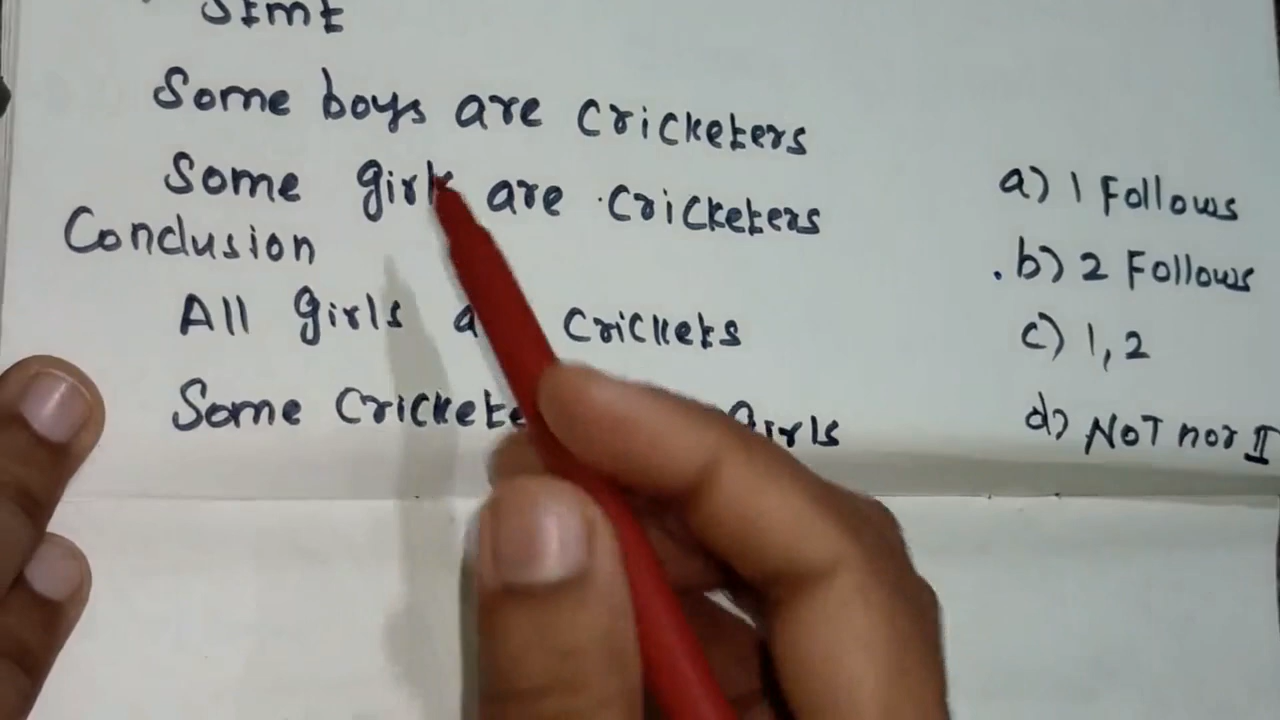 Stmt
Some boys are cricketers
Some girls are cricketers
Conclusion
All girls crickets
Some girls
a) 1 Follows
b) 2 Follows
c) 1, 2
d) NOT nor II